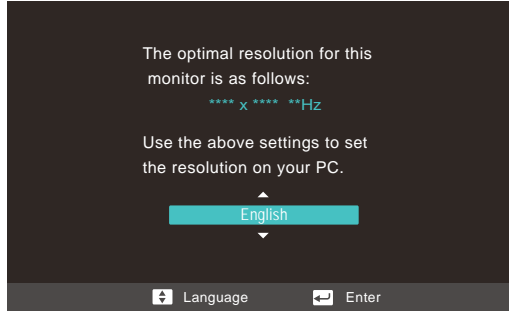 The optimal resolution for this
monitor is as follows:
**** x **** **Hz
Use the above settings to set
the resolution on your PC.
English
Language Enter